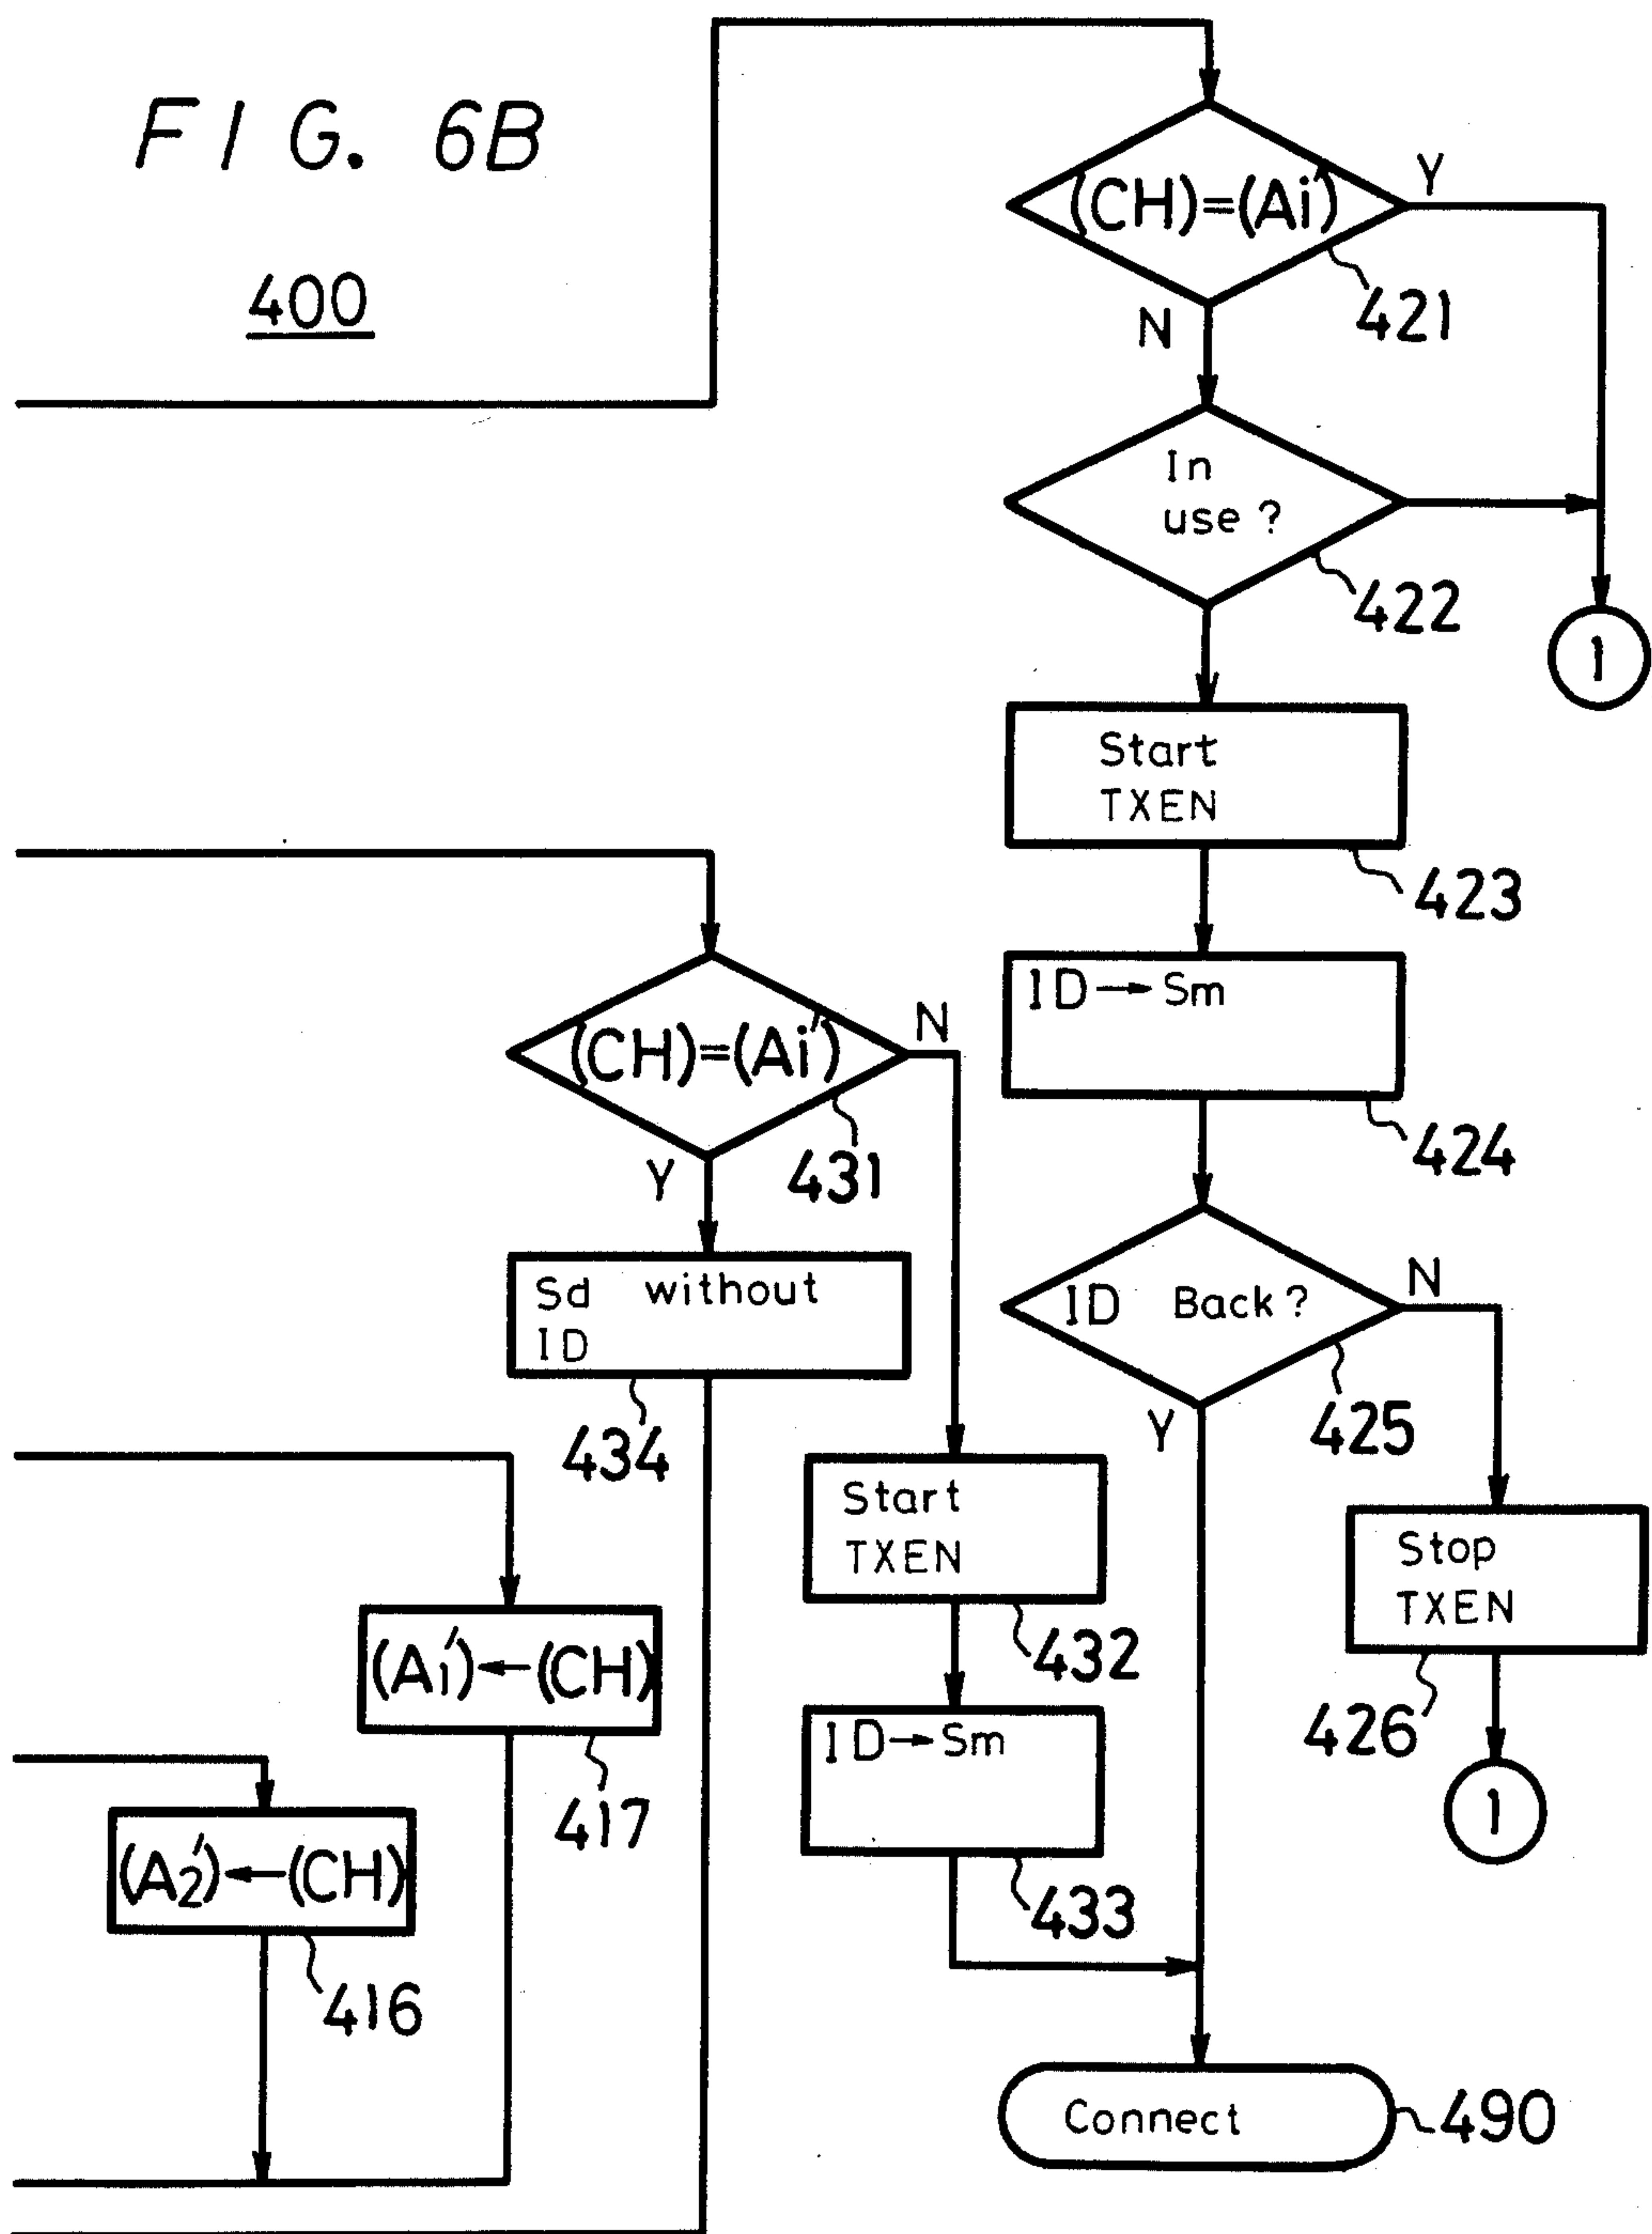 FIG. 6B
400
(CH)=(Ai')
Y
421
N
In
use ?
422
1
Start
TXEN
423
ID→Sm
424
(CH)=(Ai')
N
431
Y
Sd without
ID
434
ID Back ?
N
425
Y
Start
TXEN
432
Stop
TXEN
426
1
(A1')←(CH)
417
ID→Sm
433
(A2')←(CH)
416
Connect
490